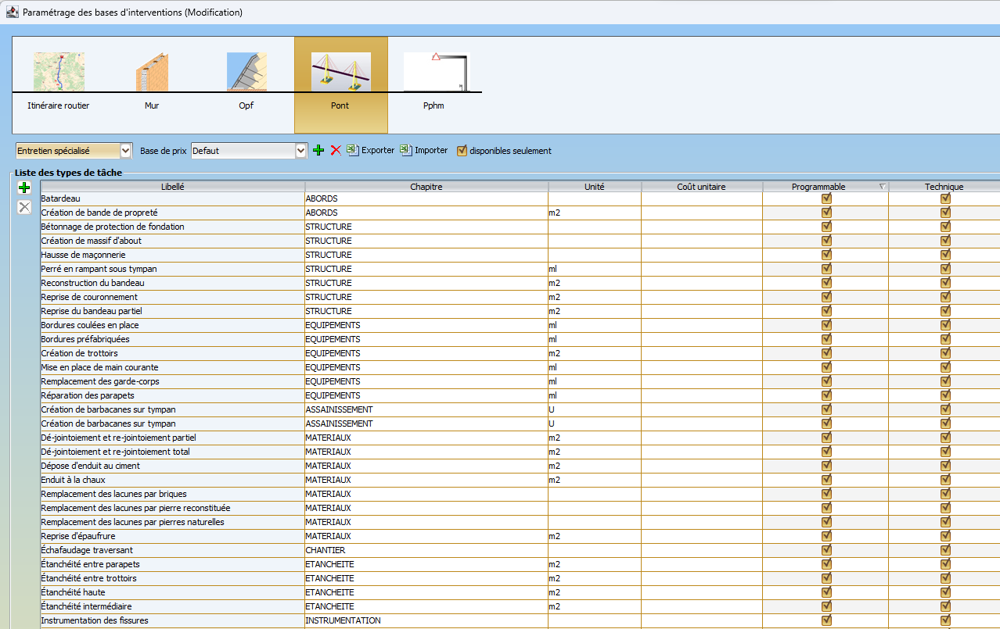 Paramétrage des bases d'interventions (Modification)
Itinéraire routier Mur Opf Pont Pphm
Entretien spécialisé Base de prix Defaut Exporter Importer disponibles seulement
Liste des types de tâche
Libellé Chapitre Unité Coût unitaire Programmable Technique
Batardeau ABORDS
Création de bande de propreté ABORDS m2
Bétonnage de protection de fondation STRUCTURE
Création de massif d'about STRUCTURE
Hausse de maçonnerie STRUCTURE
Perré en rampant sous tympan STRUCTURE ml
Reconstruction du bandeau STRUCTURE m2
Reprise de couronnement STRUCTURE m2
Reprise du bandeau partiel STRUCTURE m2
Bordures coulées en place EQUIPEMENTS ml
Bordures préfabriquées EQUIPEMENTS ml
Création de trottoirs EQUIPEMENTS m2
Mise en place de main courante EQUIPEMENTS ml
Remplacement des garde-corps EQUIPEMENTS ml
Réparation des parapets EQUIPEMENTS ml
Création de barbacanes sur tympan ASSAINISSEMENT U
Création de barbacanes sur tympan ASSAINISSEMENT U
Dé-jointoiement et re-jointoiement partiel MATERIAUX m2
Dé-jointoiement et re-jointoiement total MATERIAUX m2
Dépose d'enduit au ciment MATERIAUX m2
Enduit à la chaux MATERIAUX m2
Remplacement des lacunes par briques MATERIAUX
Remplacement des lacunes par pierre reconstituée MATERIAUX
Remplacement des lacunes par pierres naturelles MATERIAUX
Reprise d'épaufrure MATERIAUX m2
Échafaudage traversant CHANTIER
Étanchéité entre parapets ETANCHEITE m2
Étanchéité entre trottoirs ETANCHEITE m2
Étanchéité haute ETANCHEITE m2
Étanchéité intermédiaire ETANCHEITE m2
Instrumentation des fissures INSTRUMENTATION